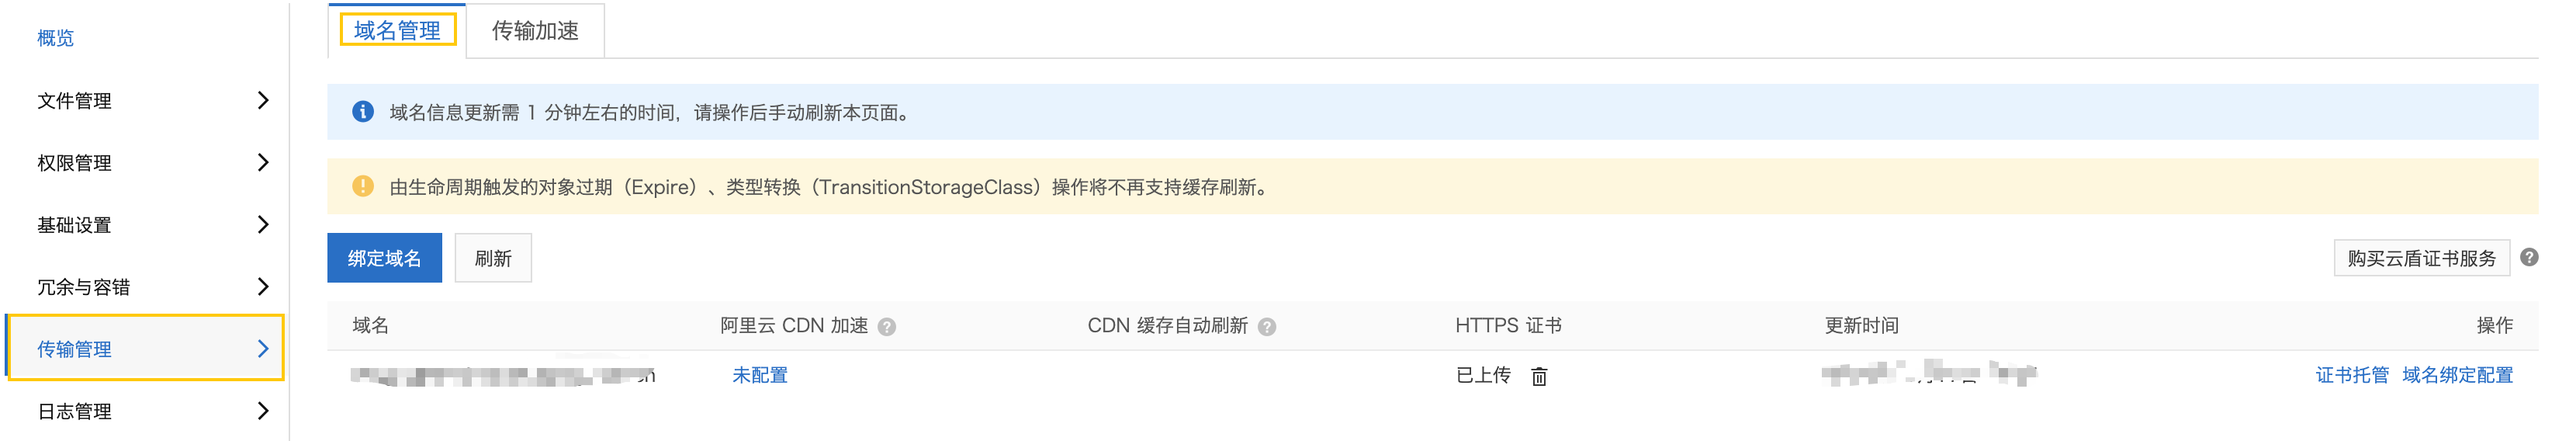 概览
文件管理
权限管理
基础设置
冗余与容错
传输管理
日志管理
域名管理 传输加速
域名信息更新需 1 分钟左右的时间，请操作后手动刷新本页面。
由生命周期触发的对象过期（Expire）、类型转换（TransitionStorageClass）操作将不再支持缓存刷新。
绑定域名 刷新 购买云盾证书服务
域名 阿里云 CDN 加速 CDN 缓存自动刷新 HTTPS 证书 更新时间 操作
未配置 已上传 证书托管 域名绑定配置